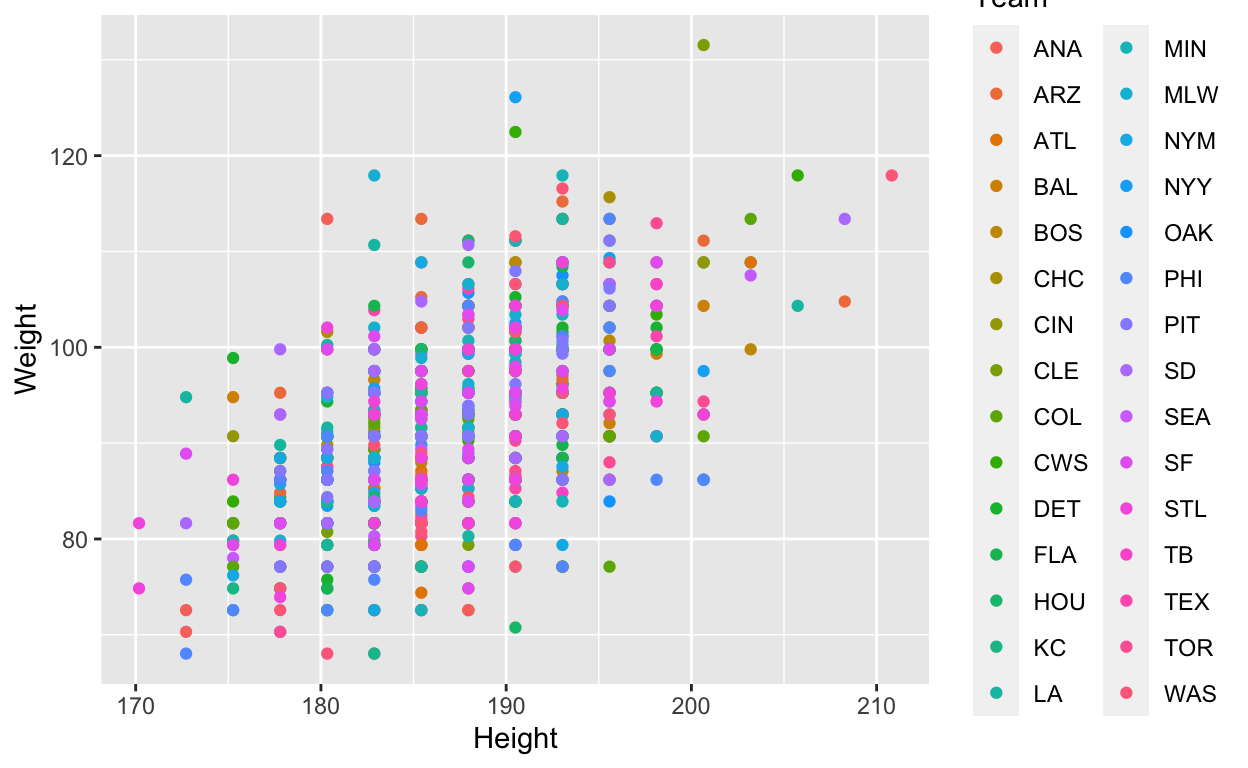 Team
ANA MIN
ARZ MLW
ATL NYM
BAL NYY
BOS OAK
CHC PHI
CIN PIT
CLE SD
COL SEA
CWS SF
DET STL
FLA TB
HOU TEX
KC TOR
LA WAS
120
100
80
Weight
170 180 190 200 210
Height